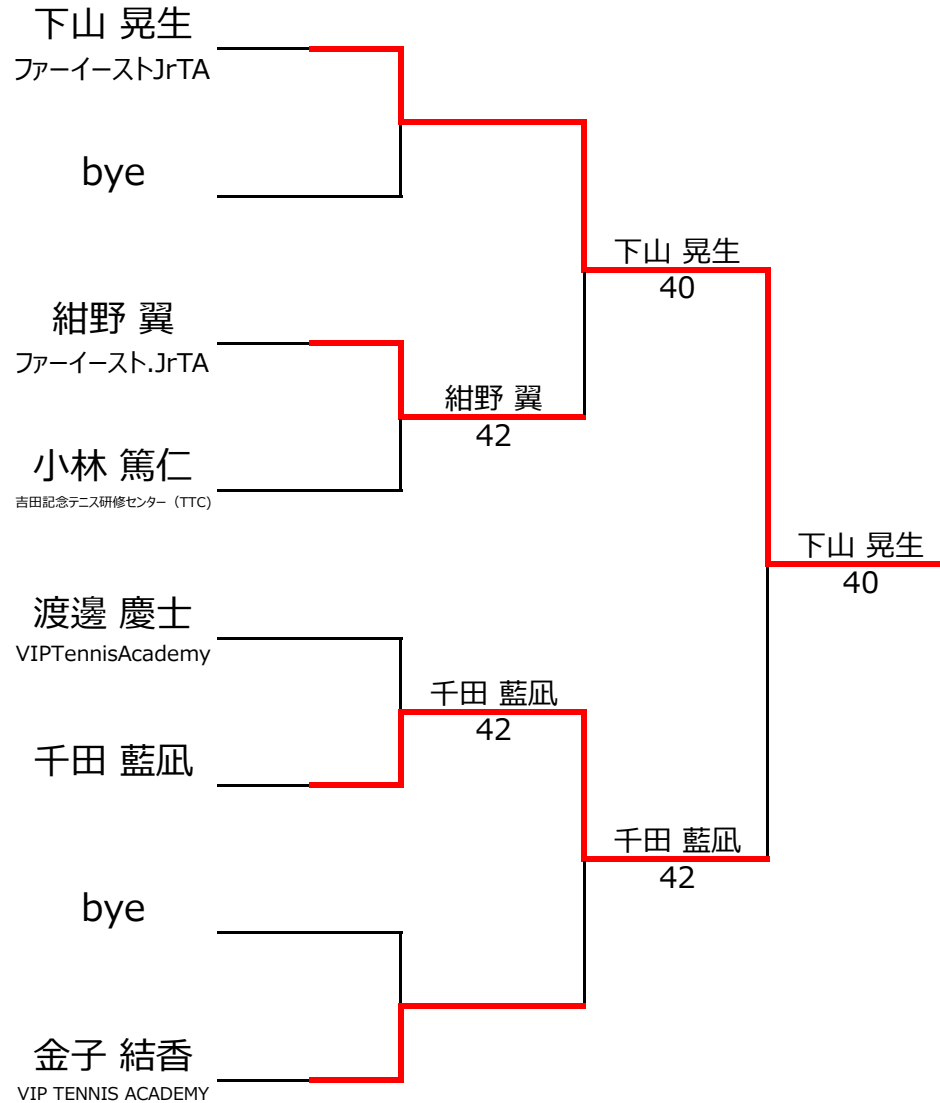 下山 晃生
ファーイーストJrTA
bye
下山 晃生
40
紺野 翼
ファーイースト.JrTA
紺野 翼
42
小林 篤仁
吉田記念テニス研修センター（TTC)
下山 晃生
40
渡邊 慶士
VIPTennisAcademy
千田 藍凪
42
千田 藍凪
千田 藍凪
42
bye
金子 結香
VIP TENNIS ACADEMY